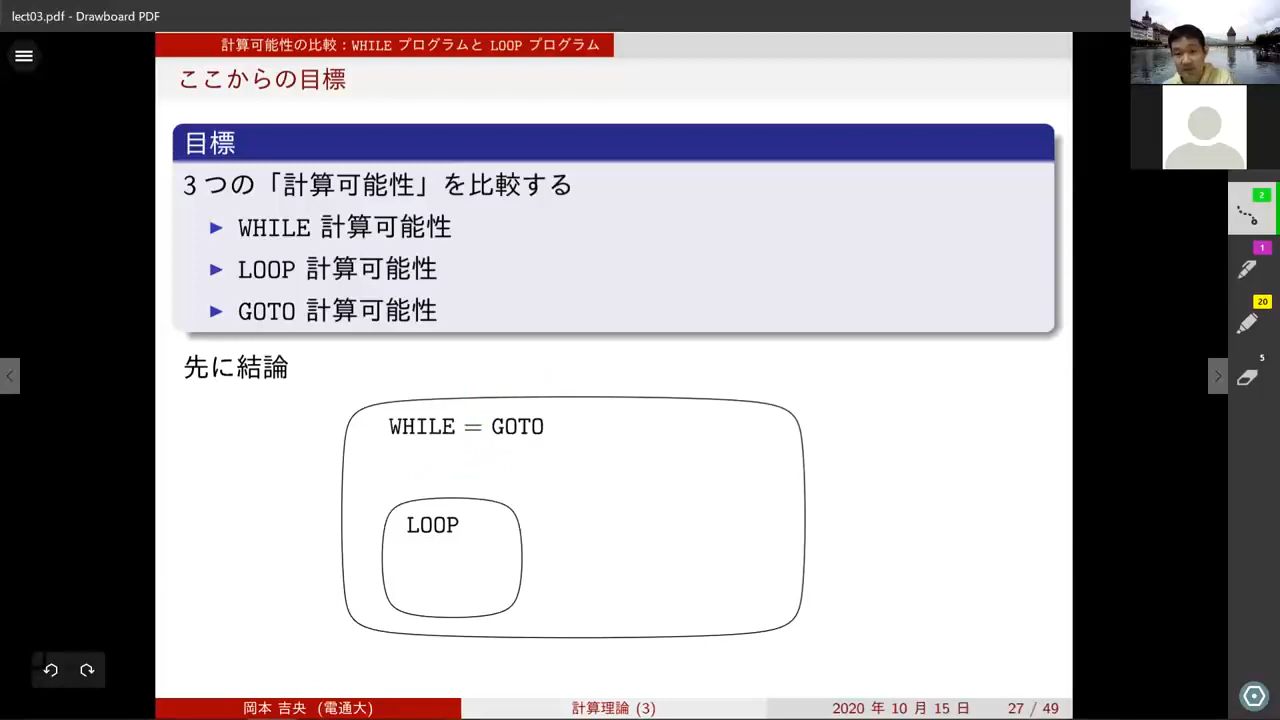 lect03.pdf - Drawboard PDF
計算可能性の比較：WHILE プログラムと LOOP プログラム
ここからの目標
目標
3 つの「計算可能性」を比較する
WHILE 計算可能性
LOOP 計算可能性
GOTO 計算可能性
先に結論
WHILE = GOTO
LOOP
2
1
20
5
岡本 吉央 (電通大)
計算理論 (3)
2020 年 10 月 15 日
27 / 49